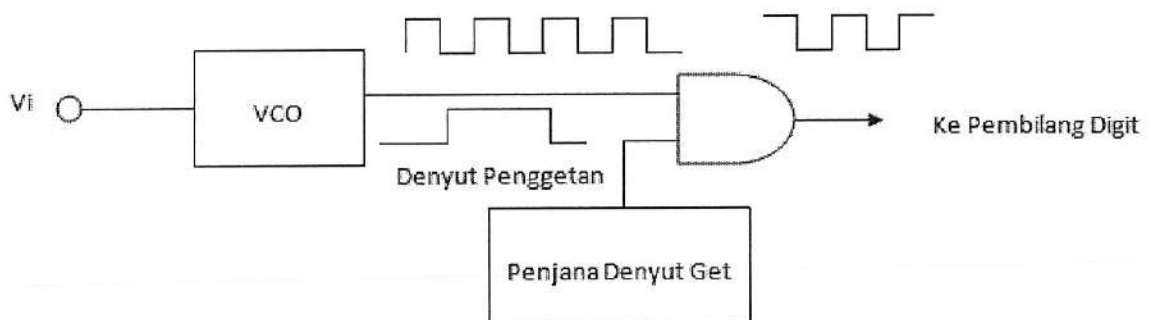 Vi
VCO
Denyut Penggetan
Ke Pembilang Digit
Penjana Denyut Get